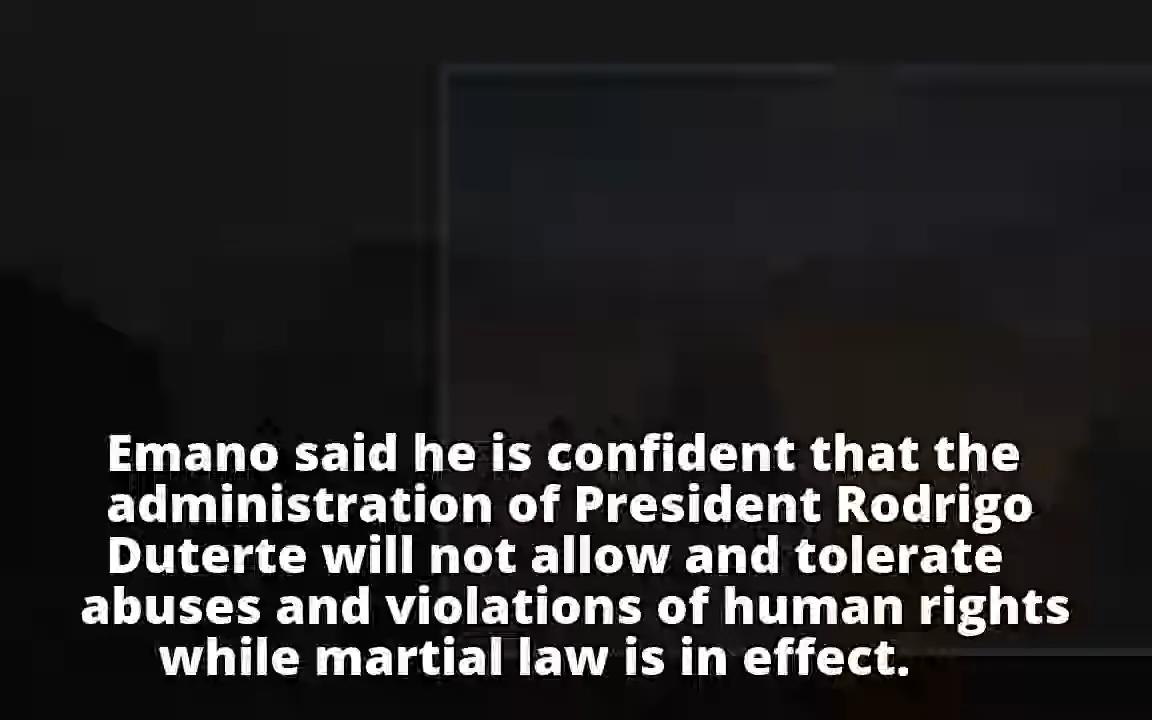 Emano said he is confident that the
administration of President Rodrigo
Duterte will not allow and tolerate
abuses and violations of human rights
while martial law is in effect.